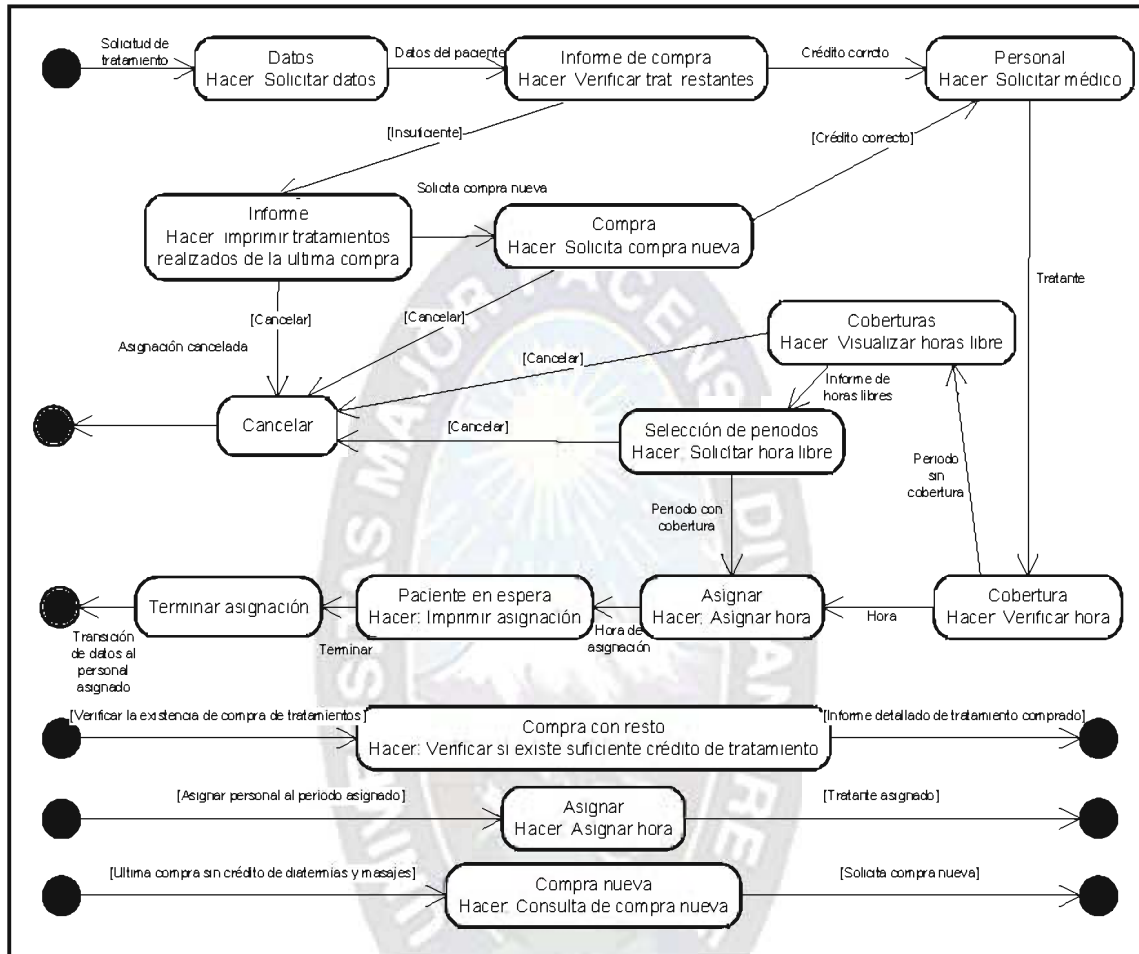 Solicitud de
tratamiento
Datos
Hacer Solicitar datos
Datos del paciente
Informe de compra
Hacer Verificar trat restantes
Crédito corrcto
Personal
Hacer Solicitar médico
[Insuficiente]
[Crédito correcto]
Informe
Hacer imprimir tratamientos
realizados de la ultima compra
Solicita compra nueva
Compra
Hacer Solicita compra nueva
Tratante
[Cancelar]
Asignación cancelada
[Cancelar]
[Cancelar]
Coberturas
Hacer Visualizar horas libre
Informe de
horas libres
Cancelar
[Cancelar]
Selección de periodos
Hacer: Solicitar hora libre
Periodo
sin
cobertura
Periodo con
cobertura
Terminar asignación
Paciente en espera
Hacer: Imprimir asignación
Asignar
Hacer: Asignar hora
Hora
Cobertura
Hacer Verificar hora
Transición
de datos al
personal
asignado
Terminar
Hora de
asignación
[Verificar la existencia de compra de tratamientos]
Compra con resto
Hacer: Verificar si existe suficiente crédito de tratamiento
[Informe detallado de tratamiento comprado]
[Asignar personal al periodo asignado]
Asignar
Hacer Asignar hora
[Tratante asignado]
[Ultima compra sin crédito de diatermias y masajes]
Compra nueva
Hacer: Consulta de compra nueva
[Solicita compra nueva]